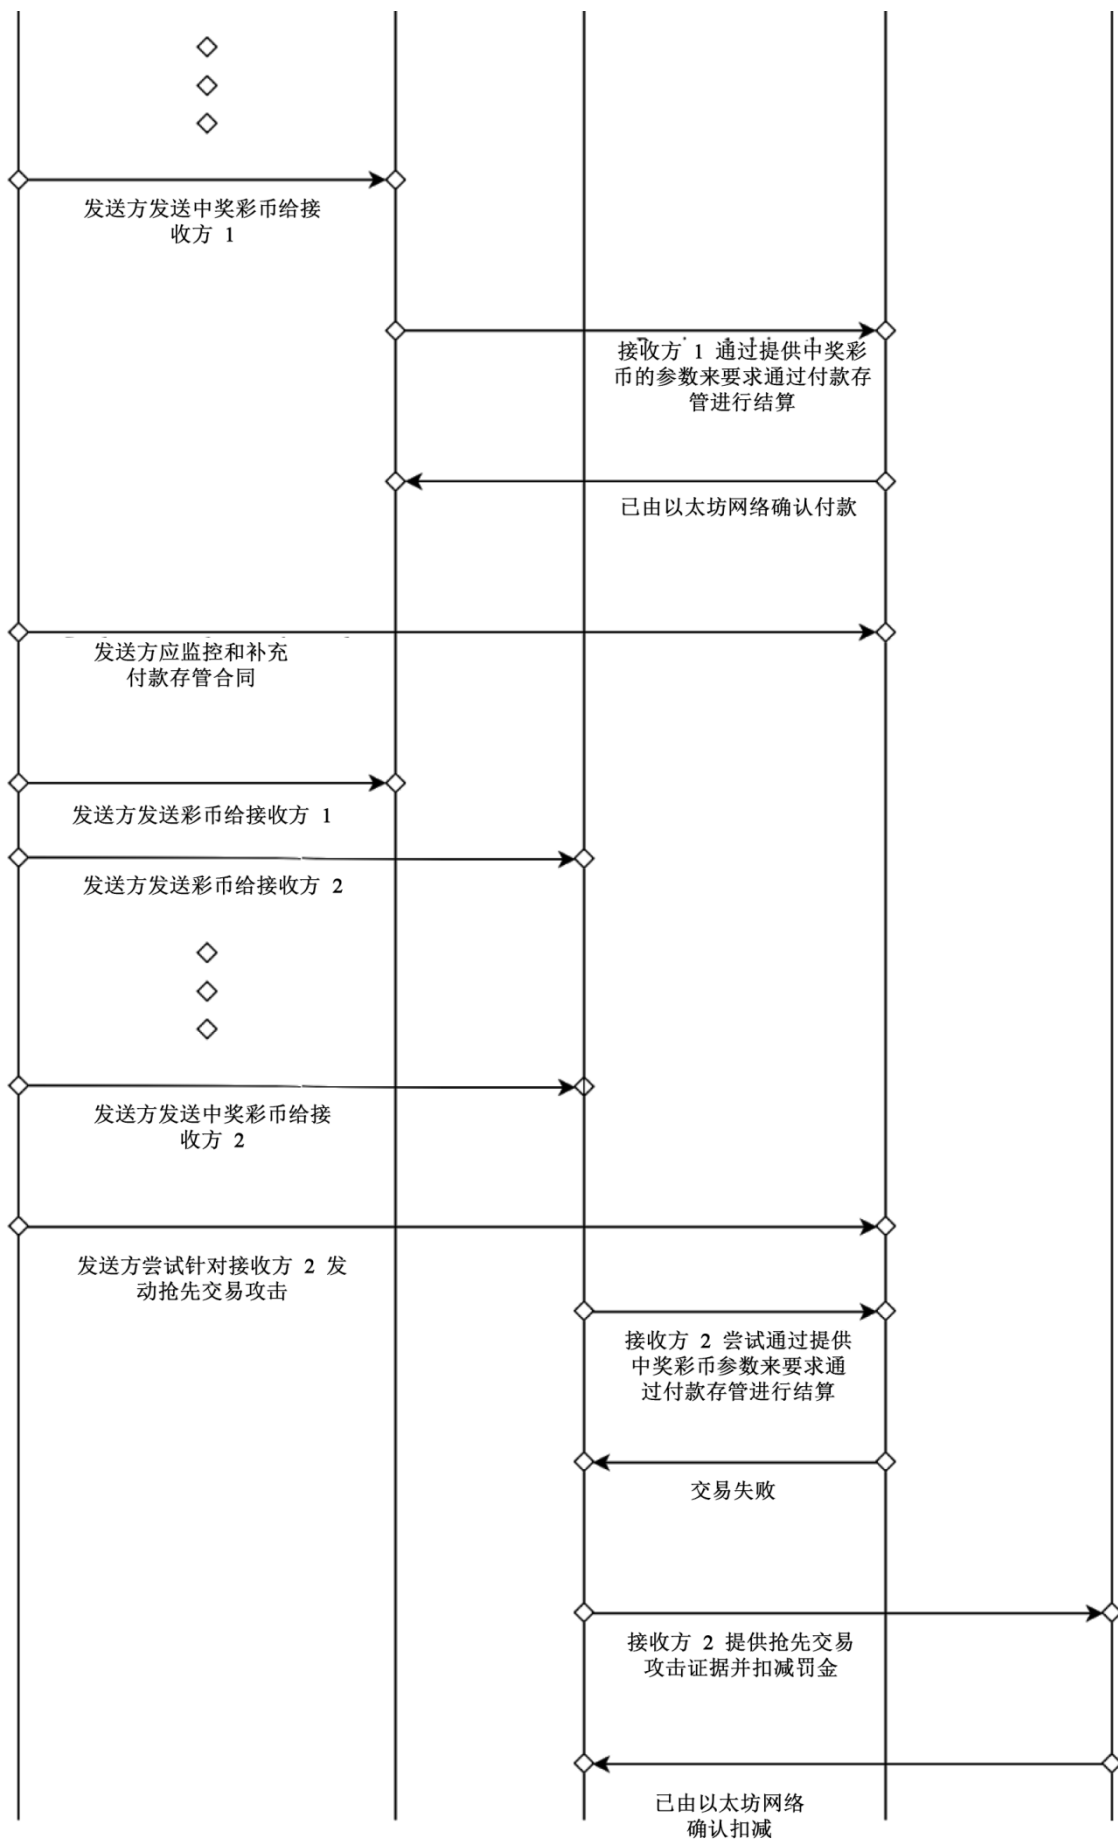 发送方发送中奖彩币给接
收方 1
接收方 1 通过提供中奖彩
币的参数来要求通过付款存
管进行结算
已由以太坊网络确认付款
发送方应监控和补充
付款存管合同
发送方发送彩币给接收方 1
发送方发送彩币给接收方 2
发送方发送中奖彩币给接
收方 2
发送方尝试针对接收方 2 发
动抢先交易攻击
接收方 2 尝试通过提供
中奖彩币参数来要求通
过付款存管进行结算
交易失败
接收方 2 提供抢先交易
攻击证据并扣减罚金
已由以太坊网络
确认扣减